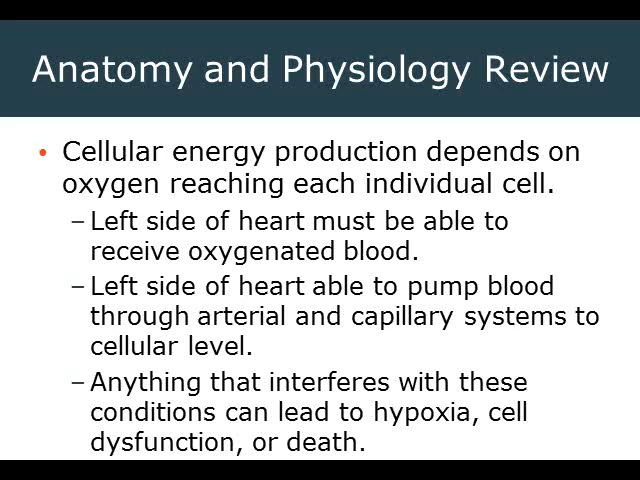 Anatomy and Physiology Review
• Cellular energy production depends on
oxygen reaching each individual cell.
– Left side of heart must be able to
receive oxygenated blood.
– Left side of heart able to pump blood
through arterial and capillary systems to
cellular level.
– Anything that interferes with these
conditions can lead to hypoxia, cell
dysfunction, or death.